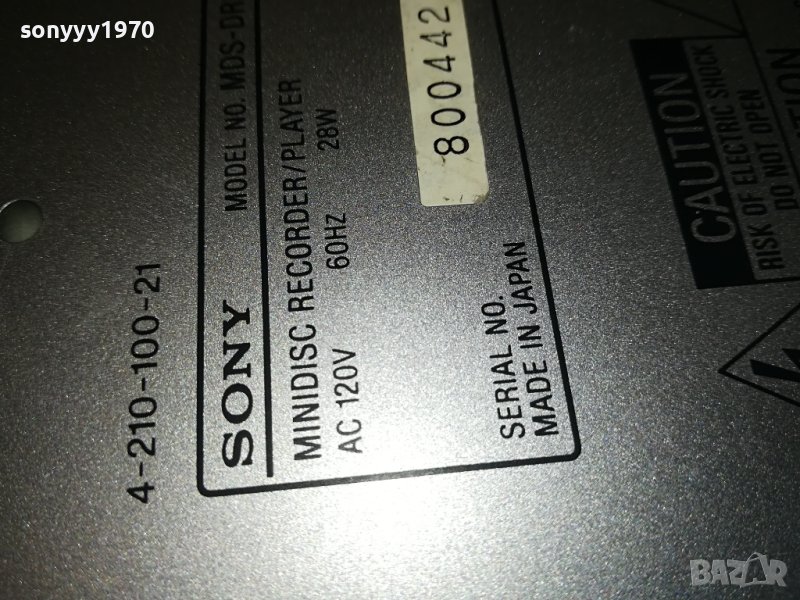 sonyyy1970
4-210-100-21
SONY MODEL NO. MDS-DR
MINIDISC RECORDER/PLAYER
AC 120V 60HZ 28W
800442
SERIAL NO.
MADE IN JAPAN
CAUTION
RISK OF ELECTRIC SHOCK
DO NOT OPEN
BAZAR